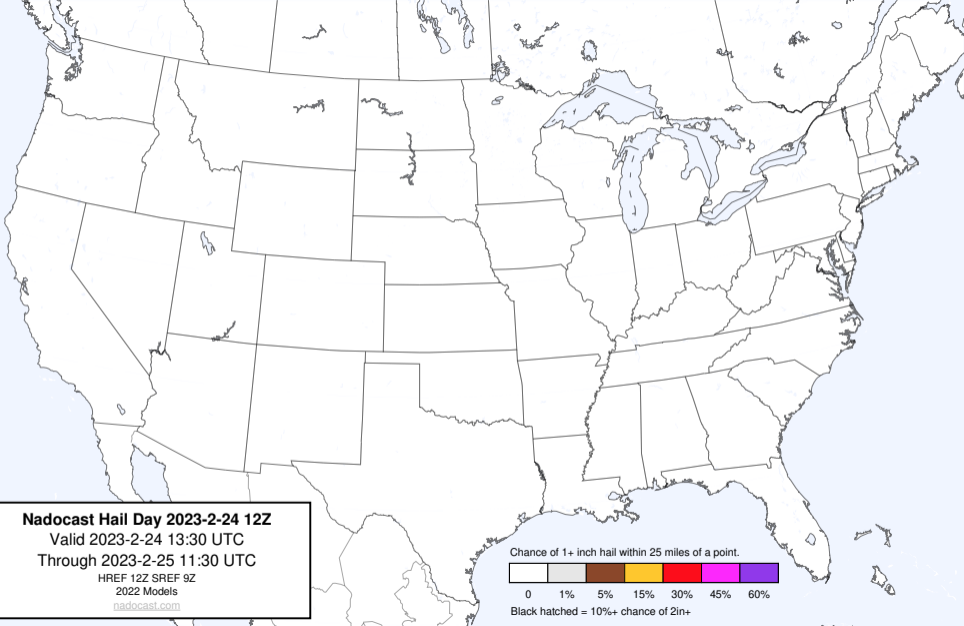 Nadocast Hail Day 2023-2-24 12Z
Valid 2023-2-24 13:30 UTC
Through 2023-2-25 11:30 UTC
HREF 12Z SREF 9Z
2022 Models
nadocast.com
Chance of 1+ inch hail within 25 miles of a point.
0 1% 5% 15% 30% 45% 60%
Black hatched = 10%+ chance of 2in+